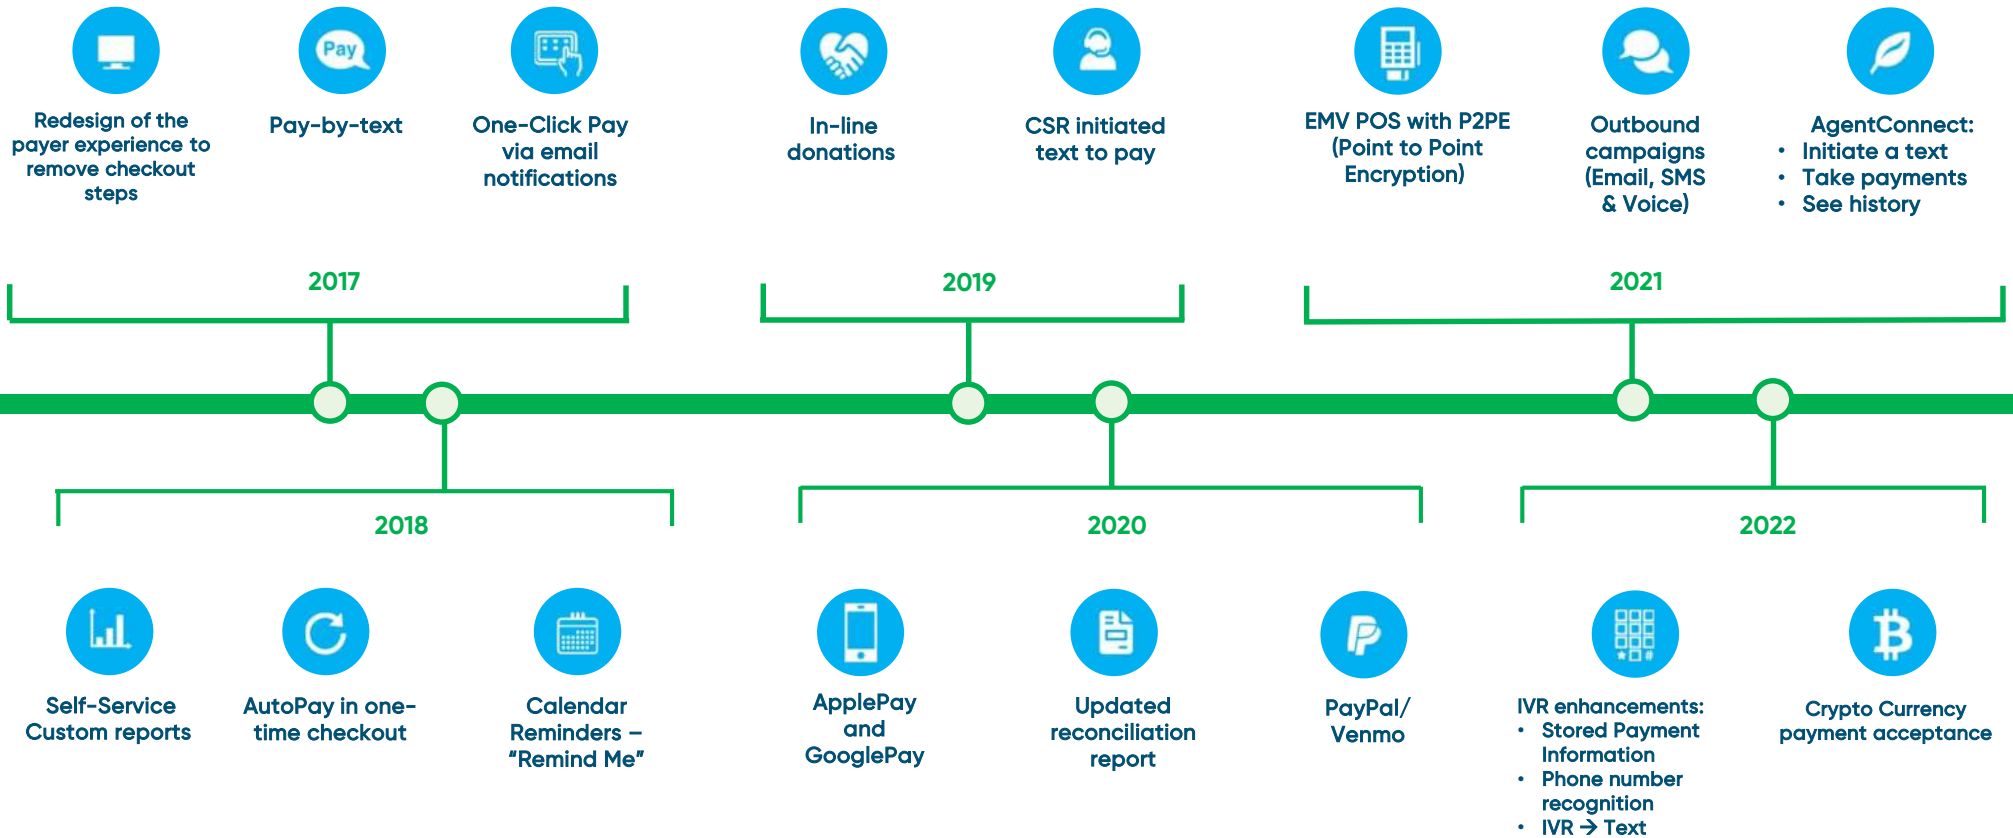 Pay
Redesign of the
payer experience to
remove checkout
steps
Pay-by-text
One-Click Pay
via email
notifications
In-line
donations
CSR initiated
text to pay
EMV POS with P2PE
(Point to Point
Encryption)
Outbound
campaigns
(Email, SMS
& Voice)
AgentConnect:
• Initiate a text
• Take payments
• See history
2017
2019
2021
2018
2020
2022
Self-Service
Custom reports
AutoPay in one-
time checkout
Calendar
Reminders –
“Remind Me”
ApplePay
and
GooglePay
Updated
reconciliation
report
PayPal/
Venmo
* #
IVR enhancements:
• Stored Payment
Information
• Phone number
recognition
• IVR → Text
Crypto Currency
payment acceptance